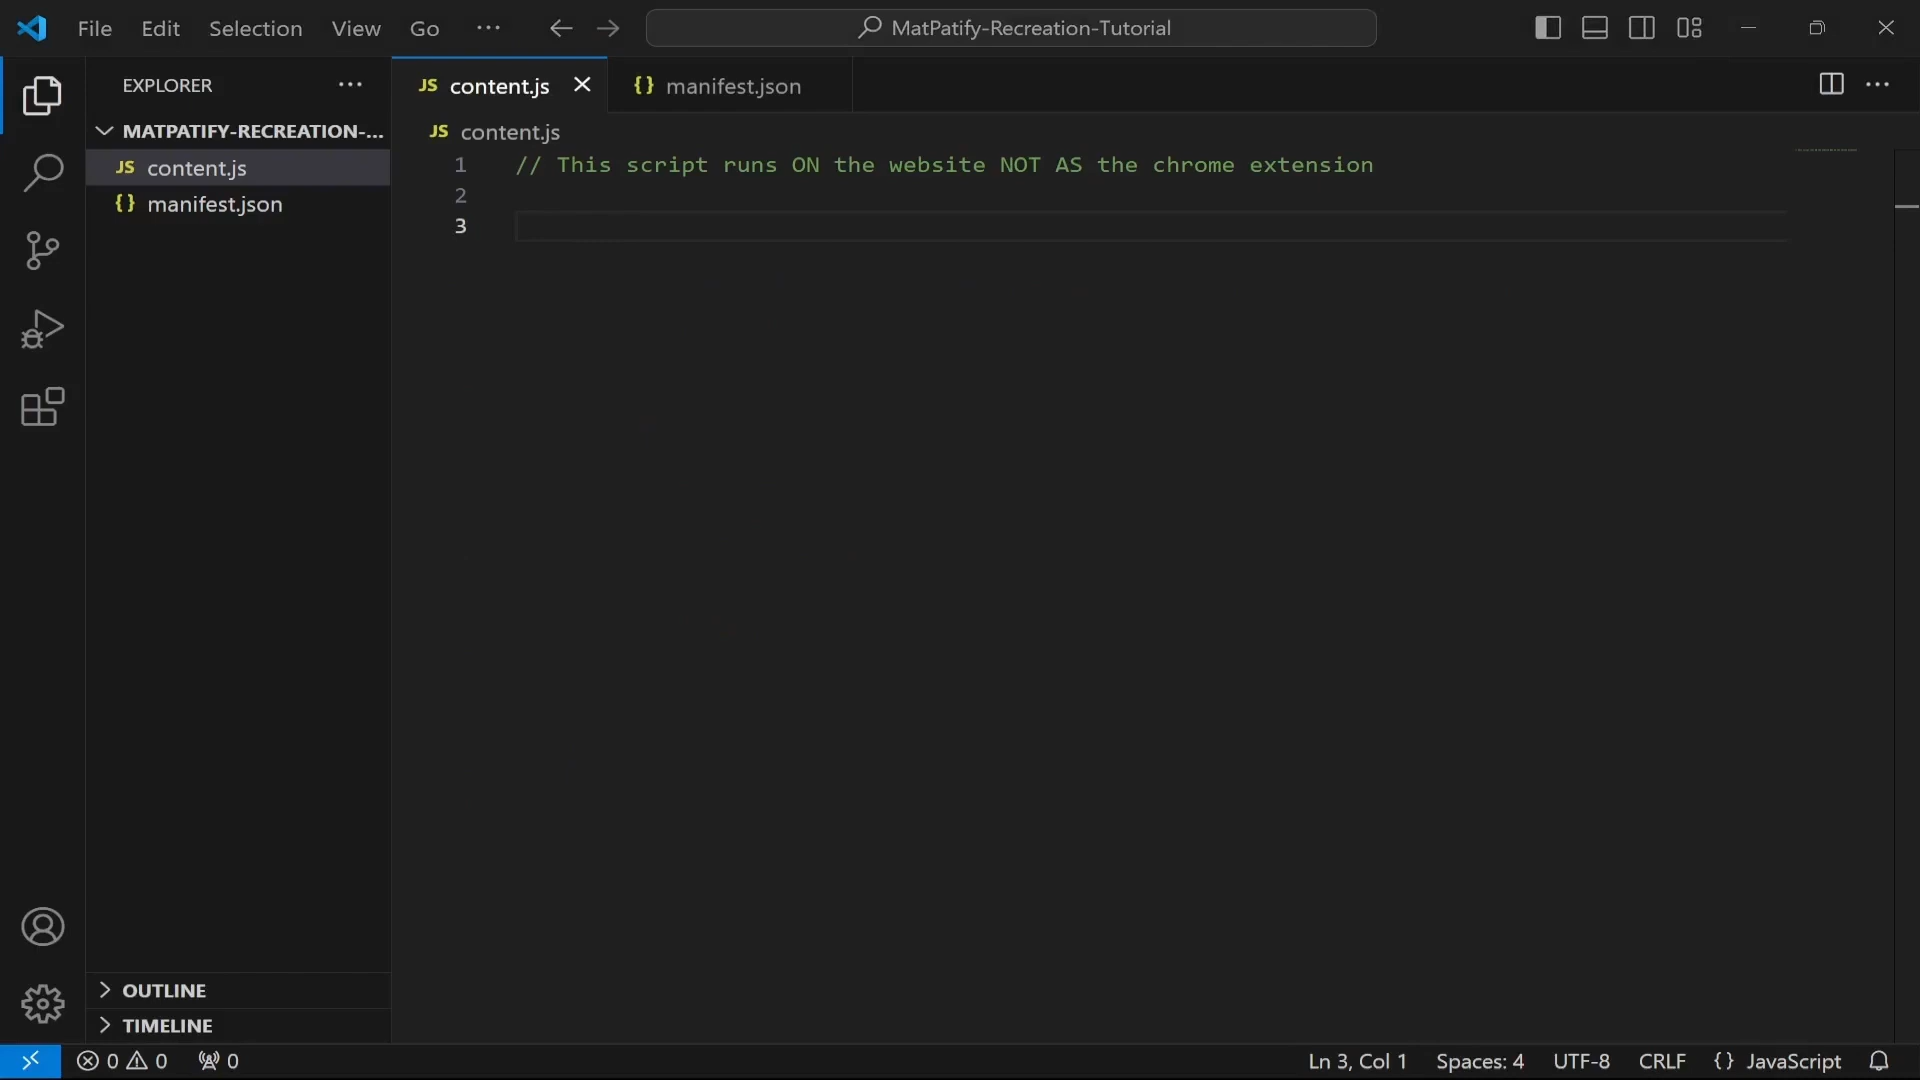 File Edit Selection View Go ··· MatPatify-Recreation-Tutorial
EXPLORER ···
MATPATIFY-RECREATION-...
JS content.js
{} manifest.json
OUTLINE
TIMELINE
JS content.js {} manifest.json ···
JS content.js
1 // This script runs ON the website NOT AS the chrome extension
2
3
0 0 0 Ln 3, Col 1 Spaces: 4 UTF-8 CRLF {} JavaScript